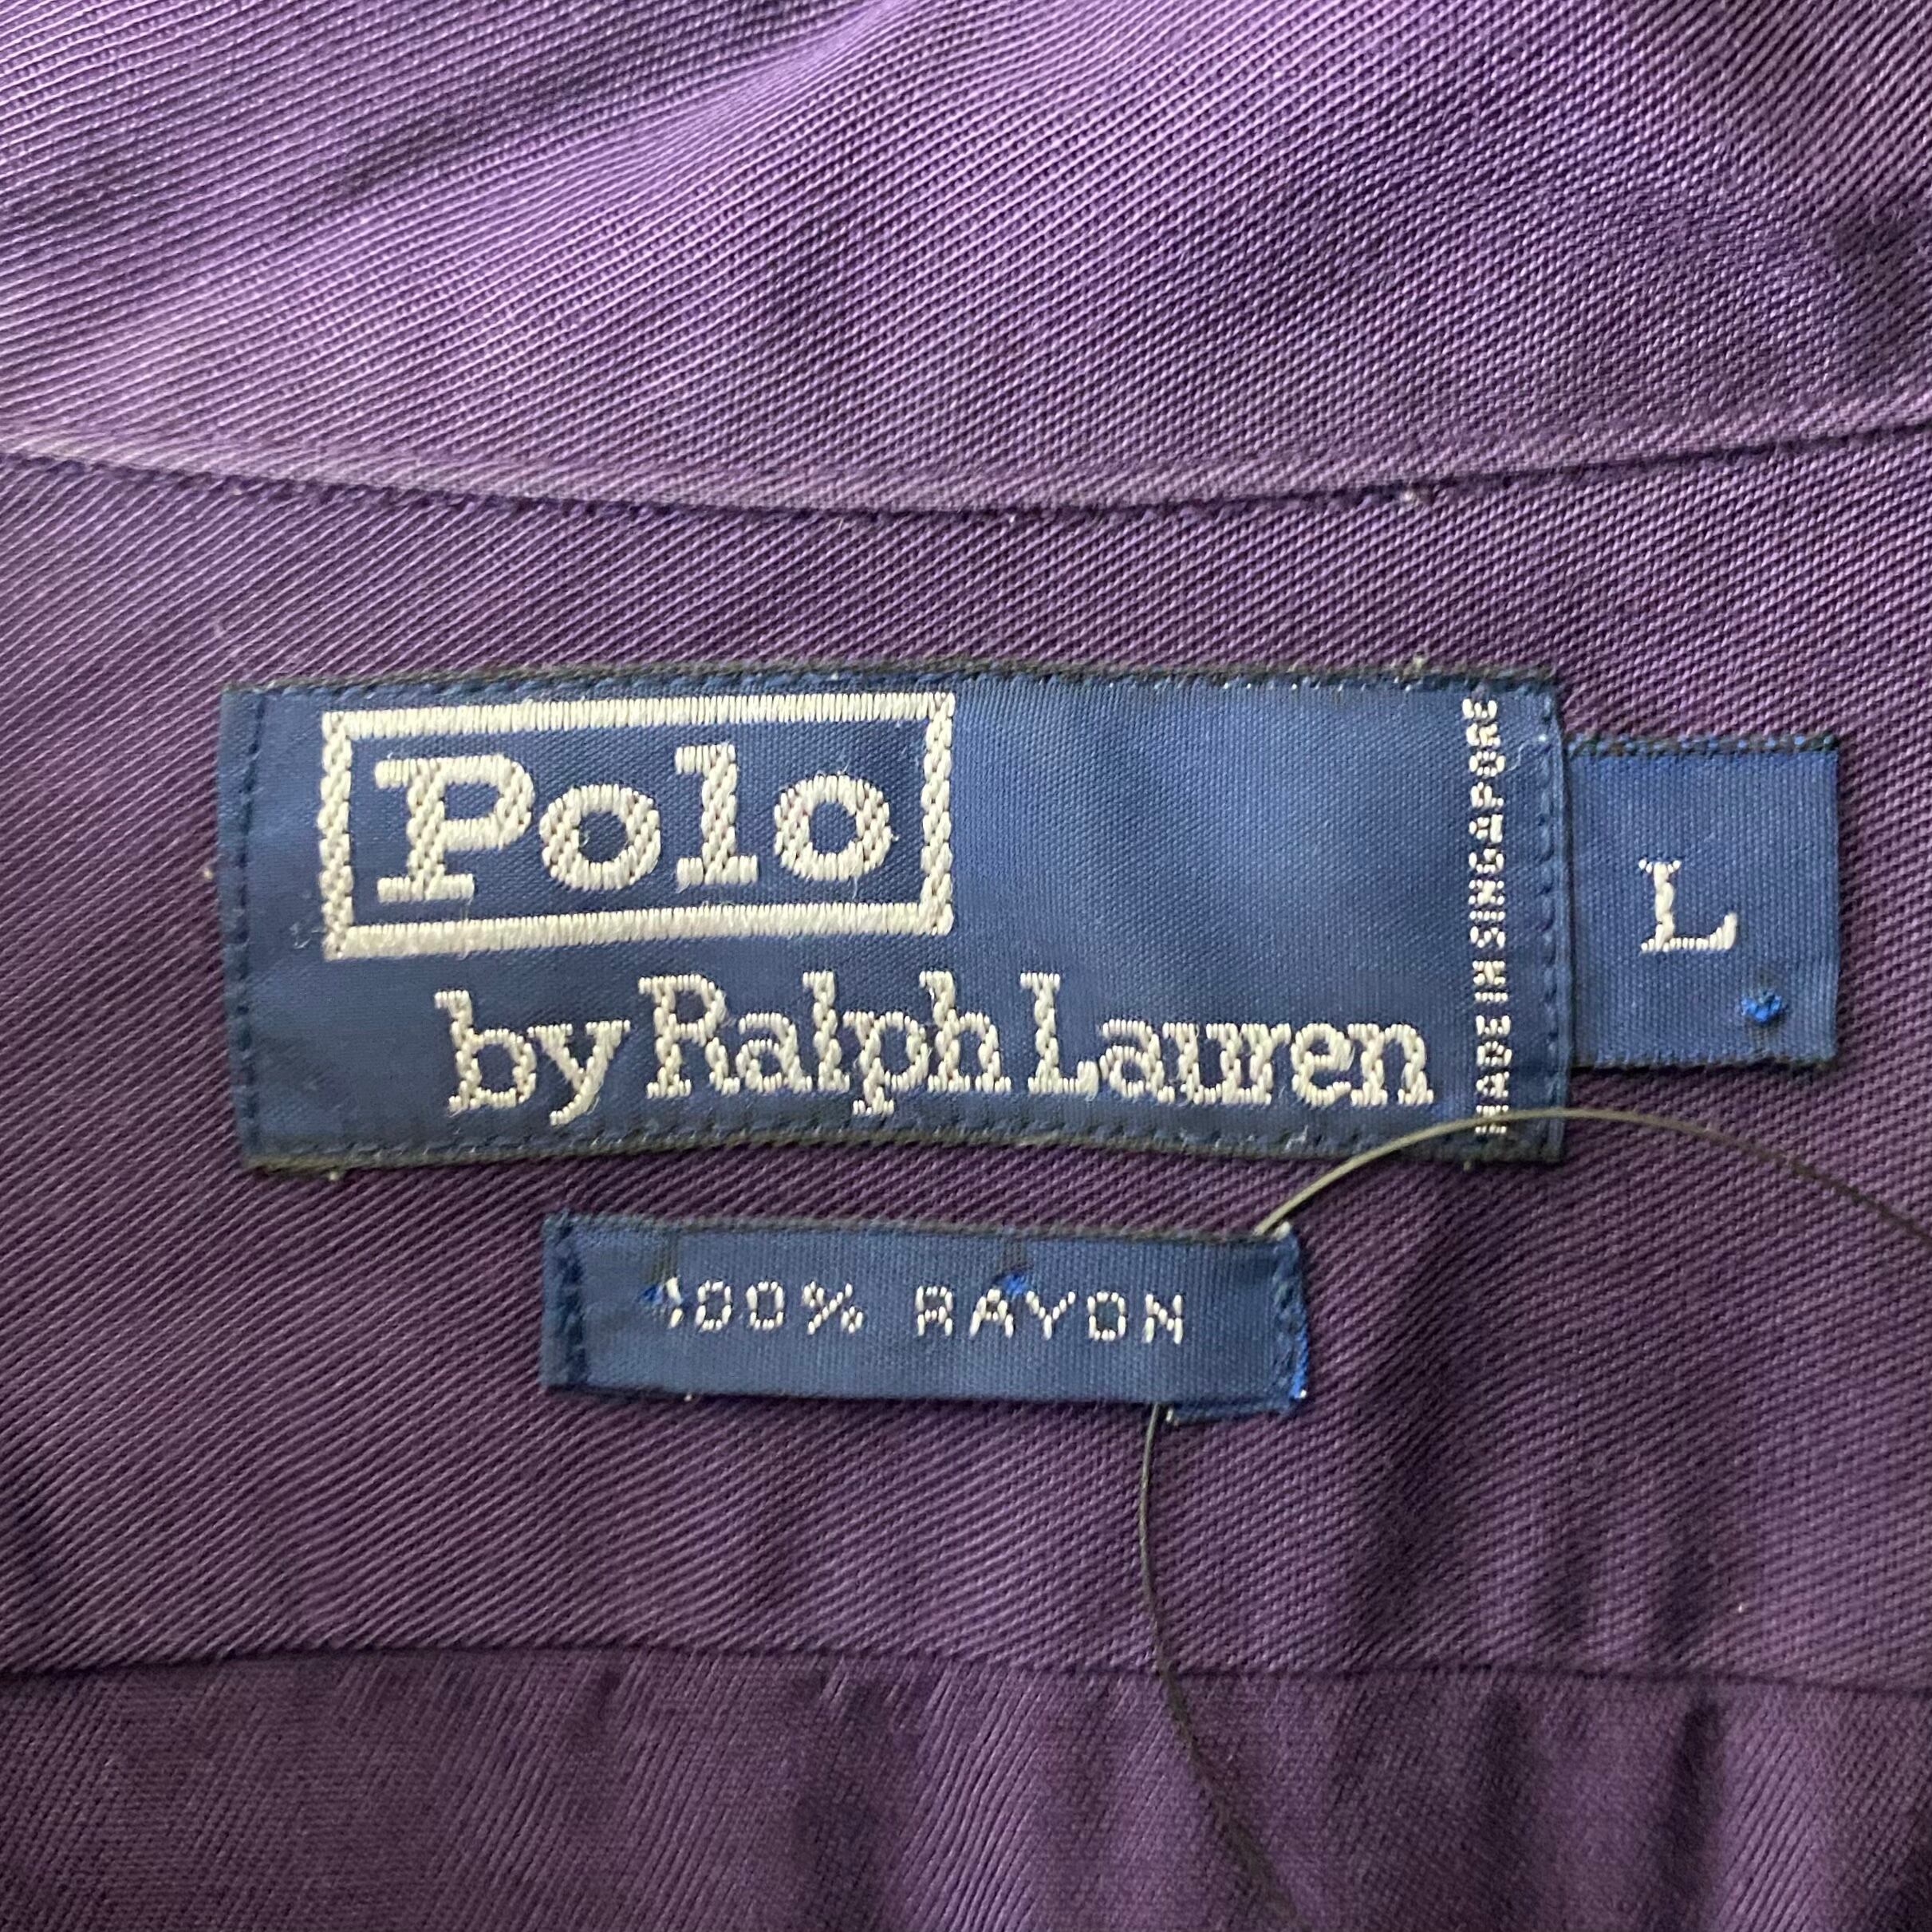 Polo
by Ralph Lauren
MADE IN SINGAPORE
L
100% RAYON